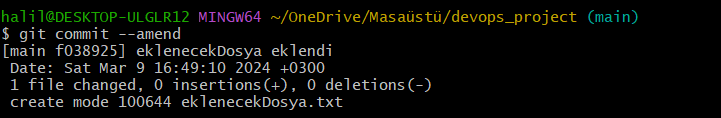 halil@DESKTOP-ULGLR12 MINGW64 ~/OneDrive/Masaüstü/devops_project (main)
$ git commit --amend
[main f038925] eklenecekDosya eklendi
 Date: Sat Mar 9 16:49:10 2024 +0300
 1 file changed, 0 insertions(+), 0 deletions(-)
 create mode 100644 eklenecekDosya.txt